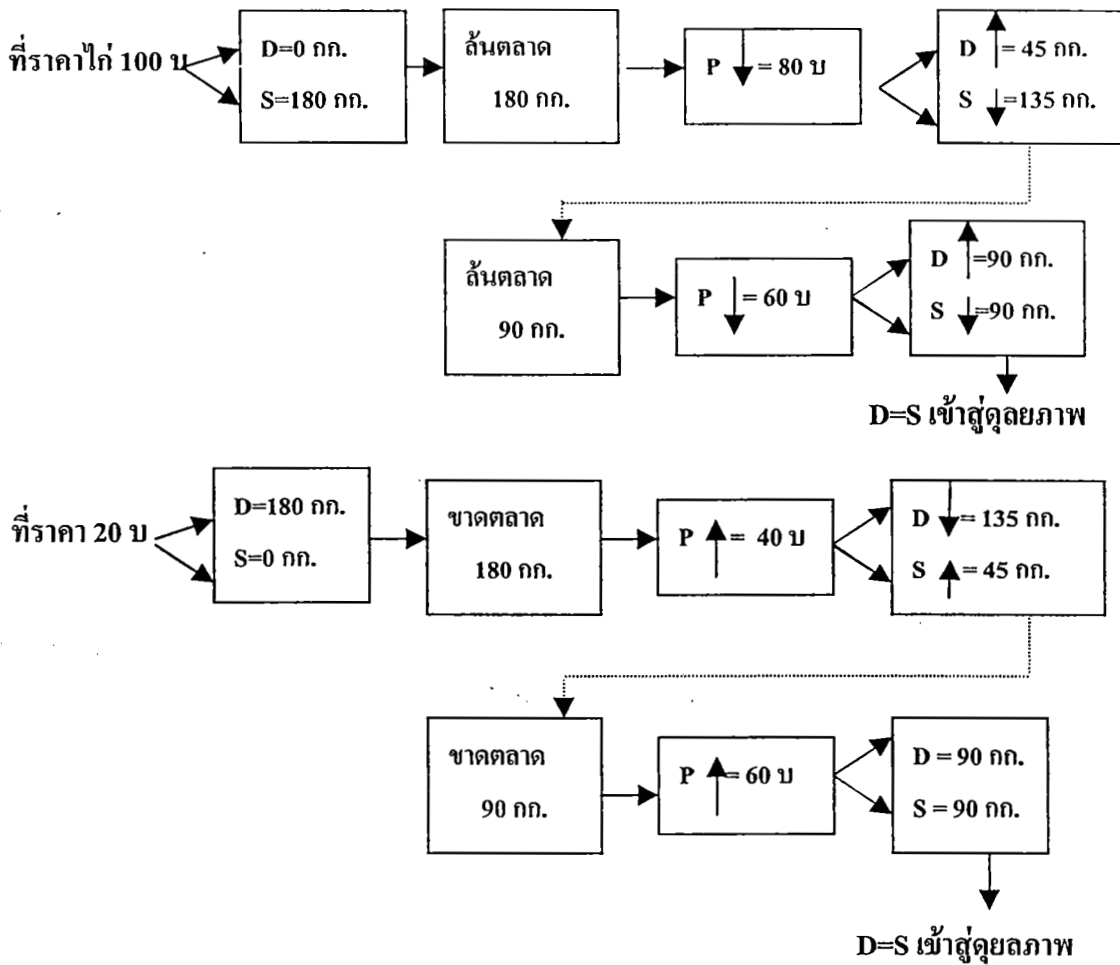 ที่ราคาไก่ 100 บ
D=0 กก.
S=180 กก.
ล้นตลาด
180 กก.
P ↓ = 80 บ
D ↑ = 45 กก.
S ↓ =135 กก.
ล้นตลาด
90 กก.
P ↓ = 60 บ
D ↑ =90 กก.
S ↓ =90 กก.
D=S เข้าสู่ดุลยภาพ
ที่ราคา 20 บ
D=180 กก.
S=0 กก.
ขาดตลาด
180 กก.
P ↑ = 40 บ
D ↓ = 135 กก.
S ↑ = 45 กก.
ขาดตลาด
90 กก.
P ↑ = 60 บ
D = 90 กก.
S = 90 กก.
D=S เข้าสู่ดุยลภาพ